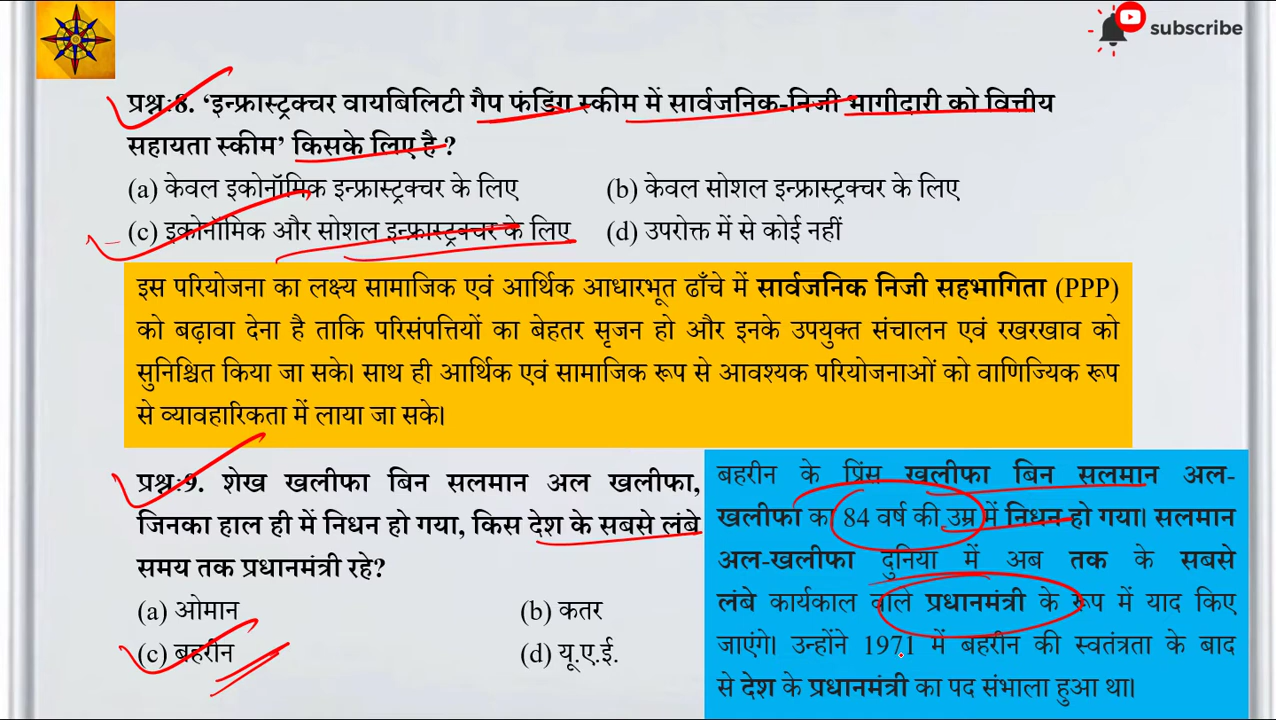 subscribe
प्रश्न:8. ‘इन्फ्रास्ट्रक्चर वायबिलिटी गैप फंडिंग स्कीम में सार्वजनिक-निजी भागीदारी को वित्तीय
सहायता स्कीम’ किसके लिए है ?
(a) केवल इकोनॉमिक इन्फ्रास्ट्रक्चर के लिए (b) केवल सोशल इन्फ्रास्ट्रक्चर के लिए
(c) इकोनॉमिक और सोशल इन्फ्रास्ट्रक्चर के लिए (d) उपरोक्त में से कोई नहीं
इस परियोजना का लक्ष्य सामाजिक एवं आर्थिक आधारभूत ढाँचे में सार्वजनिक निजी सहभागिता (PPP)
को बढ़ावा देना है ताकि परिसंपत्तियों का बेहतर सृजन हो और इनके उपयुक्त संचालन एवं रखरखाव को
सुनिश्चित किया जा सके। साथ ही आर्थिक एवं सामाजिक रूप से आवश्यक परियोजनाओं को वाणिज्यिक रूप
से व्यावहारिकता में लाया जा सके।
प्रश्न:9. शेख खलीफा बिन सलमान अल खलीफा,
जिनका हाल ही में निधन हो गया, किस देश के सबसे लंबे
समय तक प्रधानमंत्री रहे?
(a) ओमान (b) कतर
(c) बहरीन (d) यू.ए.ई.
बहरीन के प्रिंस खलीफा बिन सलमान अल-
खलीफा का 84 वर्ष की उम्र में निधन हो गया। सलमान
अल-खलीफा दुनिया में अब तक के सबसे
लंबे कार्यकाल वाले प्रधानमंत्री के रूप में याद किए
जाएंगे। उन्होंने 1971 में बहरीन की स्वतंत्रता के बाद
से देश के प्रधानमंत्री का पद संभाला हुआ था।